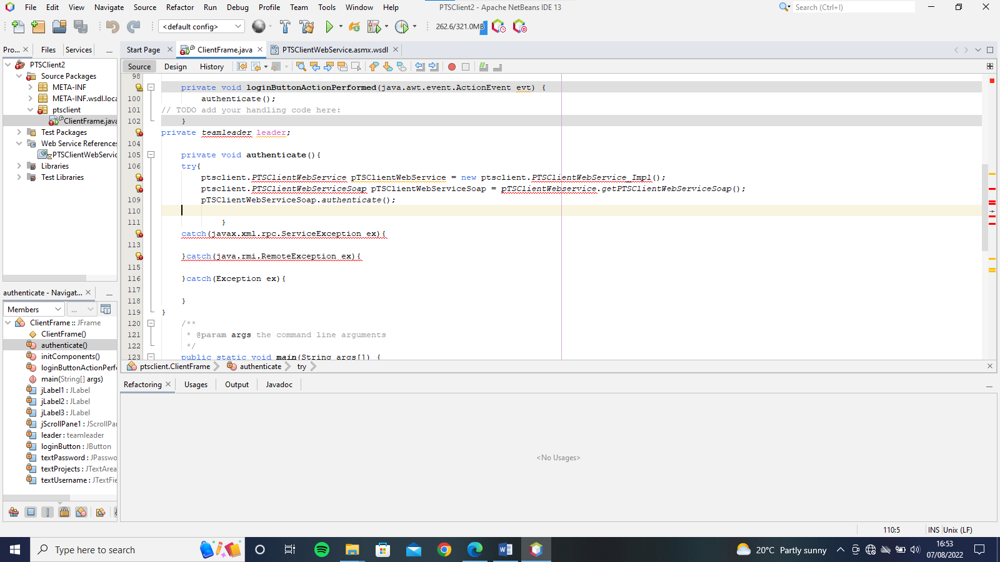 File Edit View Navigate Source Refactor Run Debug Profile Team Tools Window Help
PTSClient2 - Apache NetBeans IDE 13
Search (Ctrl+I)
<default config>
262.6/321.0MB
Pro... Files Services
Start Page ClientFrame.java PTSClientWebService.asmx.wsdl
Source Design History
PTSClient2
Source Packages
META-INF
META-INF.wsdl.loca
ptsclient
ClientFrame.java
Test Packages
Web Service References
PTSClientWebServic
Libraries
Test Libraries
98
private void loginButtonActionPerformed(java.awt.event.ActionEvent evt) {
100 authenticate();
101 // TODO add your handling code here:
102 }
private teamleader leader;
104
105 private void authenticate(){
106 try{
ptsclient.PTSClientWebService pTSClientWebService = new ptsclient.PTSClientWebService_Impl();
ptsclient.PTSClientWebServiceSoap pTSClientWebServiceSoap = pTSClientWebservice.getPTSClientWebServiceSoap();
109 pTSClientWebServiceSoap.authenticate();
110
111 }
catch(javax.xml.rpc.ServiceException ex){
113
}catch(java.rmi.RemoteException ex){
115
116 }catch(Exception ex){
117
118 }
119 }
120 /**
121 * @param args the command line arguments
122 */
123 public static void main(String args[]) {
ptsclient.ClientFrame authenticate try
authenticate - Navigat...
Members ...
ClientFrame :: JFrame
ClientFrame()
authenticate()
initComponents()
loginButtonActionPerf
main(String[] args)
jLabel1 : JLabel
jLabel2 : JLabel
jLabel3 : JLabel
jScrollPane1 : JScrollPa
leader : teamleader
loginButton : JButton
textPassword : JPasswo
textProjects : JTextArea
textUsername : JTextFie
Refactoring Usages Output Javadoc
<No Usages>
110:5 INS Unix (LF)
Type here to search
20°C Partly sunny
16:53
07/08/2022